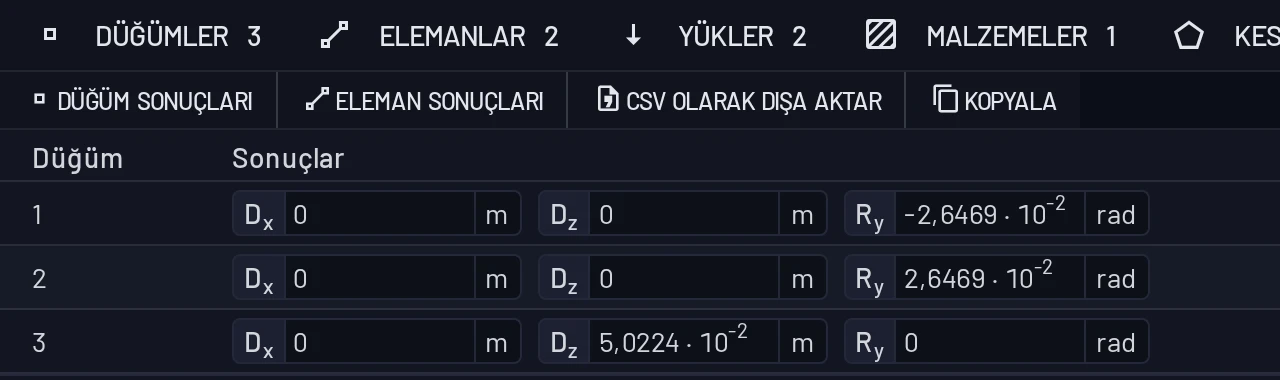 DÜĞÜMLER 3 ELEMANLAR 2 YÜKLER 2 MALZEMELER 1
DÜĞÜM SONUÇLARI ELEMAN SONUÇLARI CSV OLARAK DIŞA AKTAR KOPYALA
Düğüm Sonuçlar
1 Dx 0 m Dz 0 m Ry -2,6469 · 10^-2 rad
2 Dx 0 m Dz 0 m Ry 2,6469 · 10^-2 rad
3 Dx 0 m Dz 5,0224 · 10^-2 m Ry 0 rad